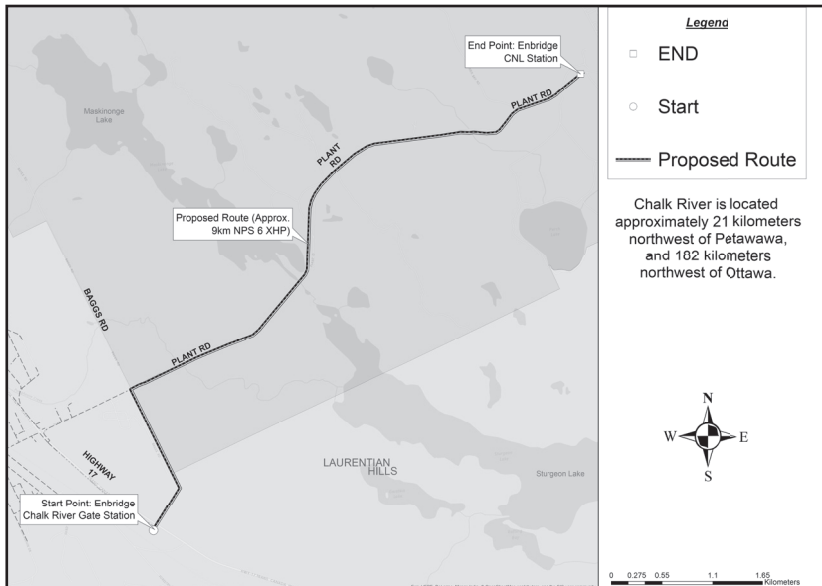 End Point: Enbridge
CNL Station
PLANT RD
Maskinonge
Lake
PLANT
RD
Proposed Route (Approx.
9km NPS 6 XHP)
BAGGS RD
PLANT RD
HIGHWAY
17
LAURENTIAN
HILLS
Sturgeon Lake
Start Point: Enbridge
Chalk River Gate Station
Legend
END
Start
Proposed Route
Chalk River is located
approximately 21 kilometers
northwest of Petawawa,
and 182 kilometers
northwest of Ottawa.
N
W E
S
0 0.275 0.55 1.1 1.65
Kilometers